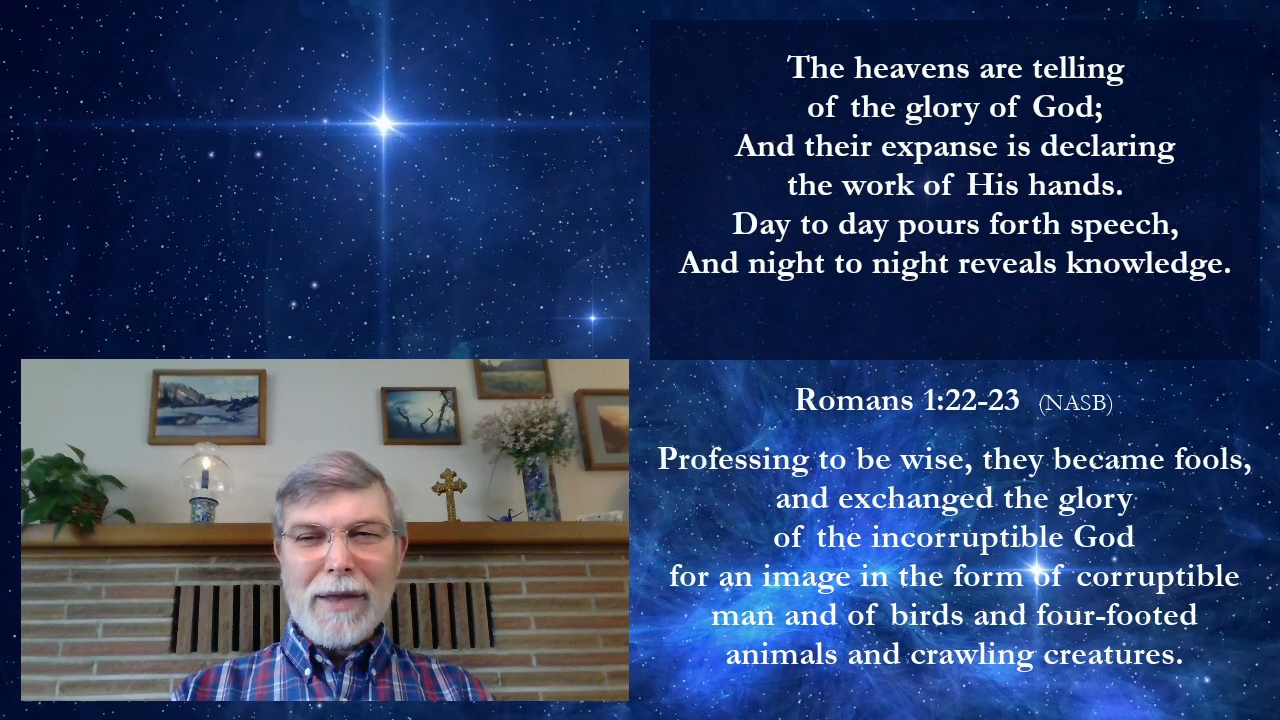 The heavens are telling
of the glory of God;
And their expanse is declaring
the work of His hands.
Day to day pours forth speech,
And night to night reveals knowledge.
Romans 1:22-23 (NASB)
Professing to be wise, they became fools,
and exchanged the glory
of the incorruptible God
for an image in the form of corruptible
man and of birds and four-footed
animals and crawling creatures.